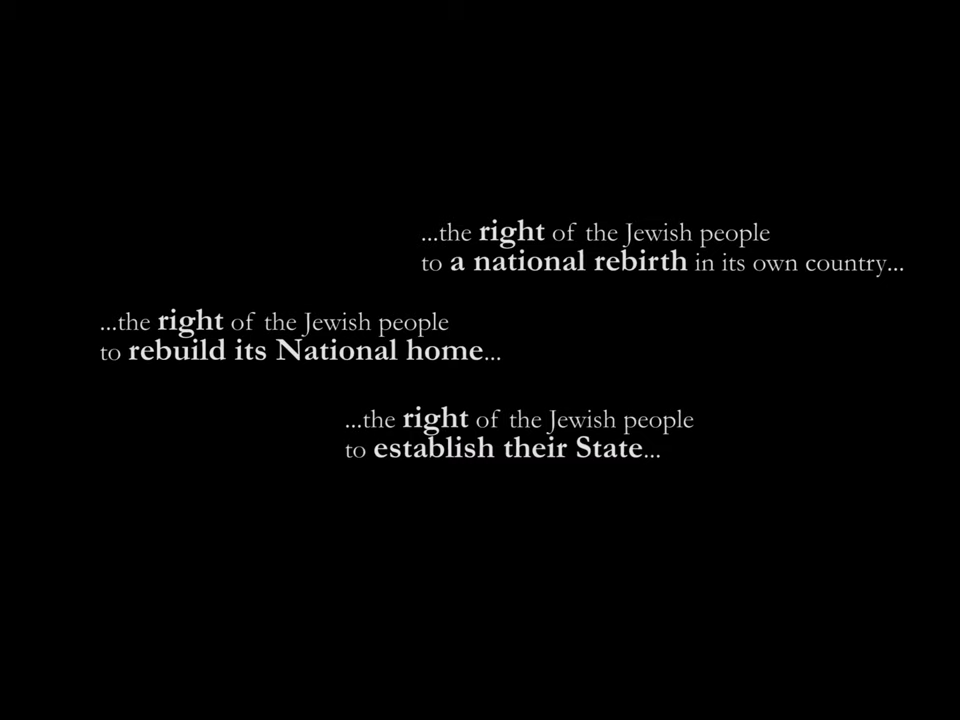 ...the right of the Jewish people
to a national rebirth in its own country...
...the right of the Jewish people
to rebuild its National home...
...the right of the Jewish people
to establish their State...